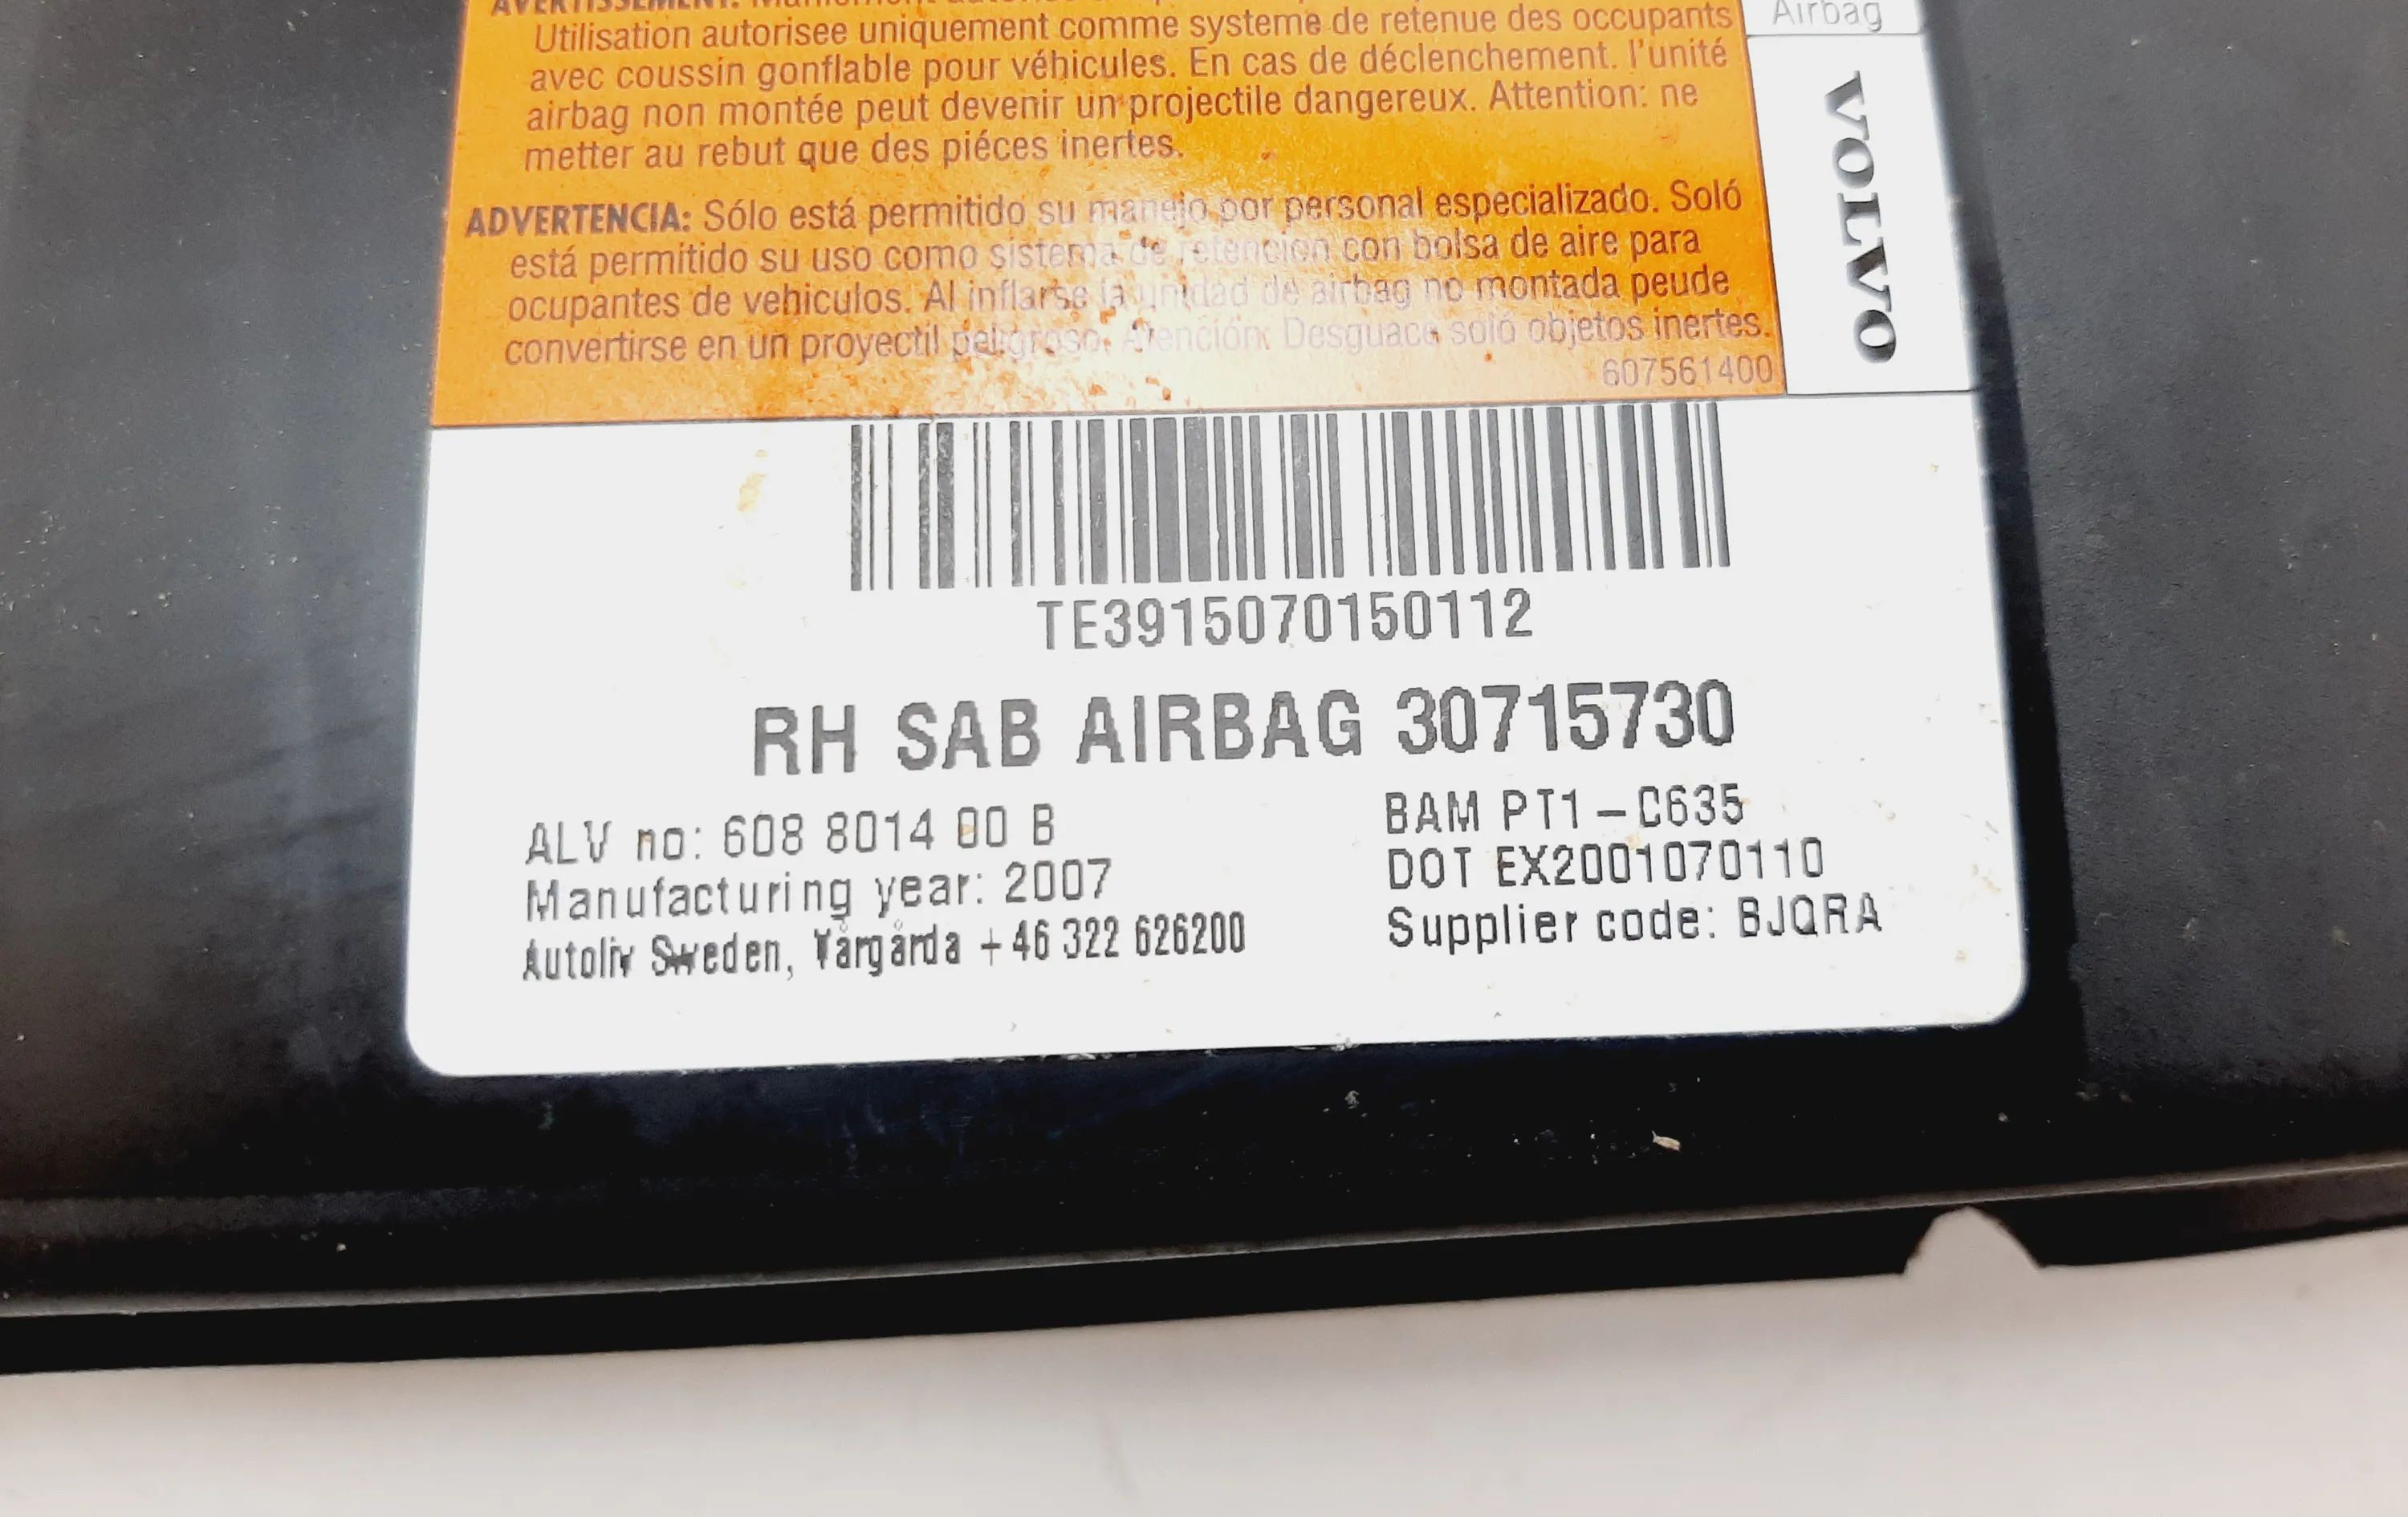 AVERTISSEMENT:
Utilisation autorisee uniquement comme systeme de retenue des occupants
avec coussin gonflable pour véhicules. En cas de déclenchement. l'unité
airbag non montée peut devenir un projectile dangereux. Attention: ne
metter au rebut que des piéces inertes.
ADVERTENCIA: Sólo está permitido su manejo por personal especializado. Soló
está permitido su uso como sistema de retencion con bolsa de aire para
ocupantes de vehiculos. Al inflarse la unidad de airbag no montada peude
convertirse en un proyectil peligroso. Atención: Desguace soló objetos inertes.
607561400
Airbag
VOLVO
TE3915070150112
RH SAB AIRBAG 30715730
ALV no: 608 8014 00 B
Manufacturing year: 2007
Autoliv Sweden, Vårgårda +46 322 626200
BAM PT1-C635
DOT EX2001070110
Supplier code: BJQRA